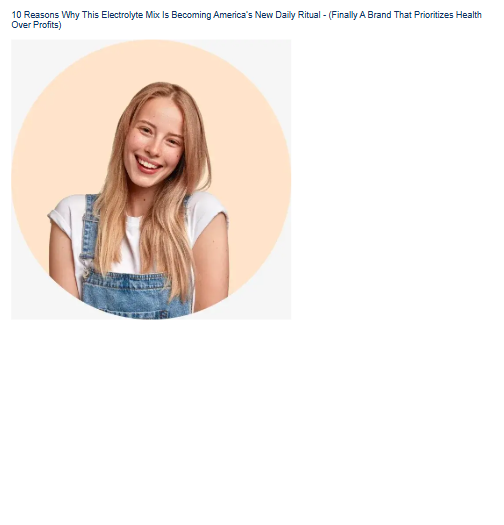 10 Reasons Why This Electrolyte Mix Is Becoming America's New Daily Ritual - (Finally A Brand That Prioritizes Health
Over Profits)